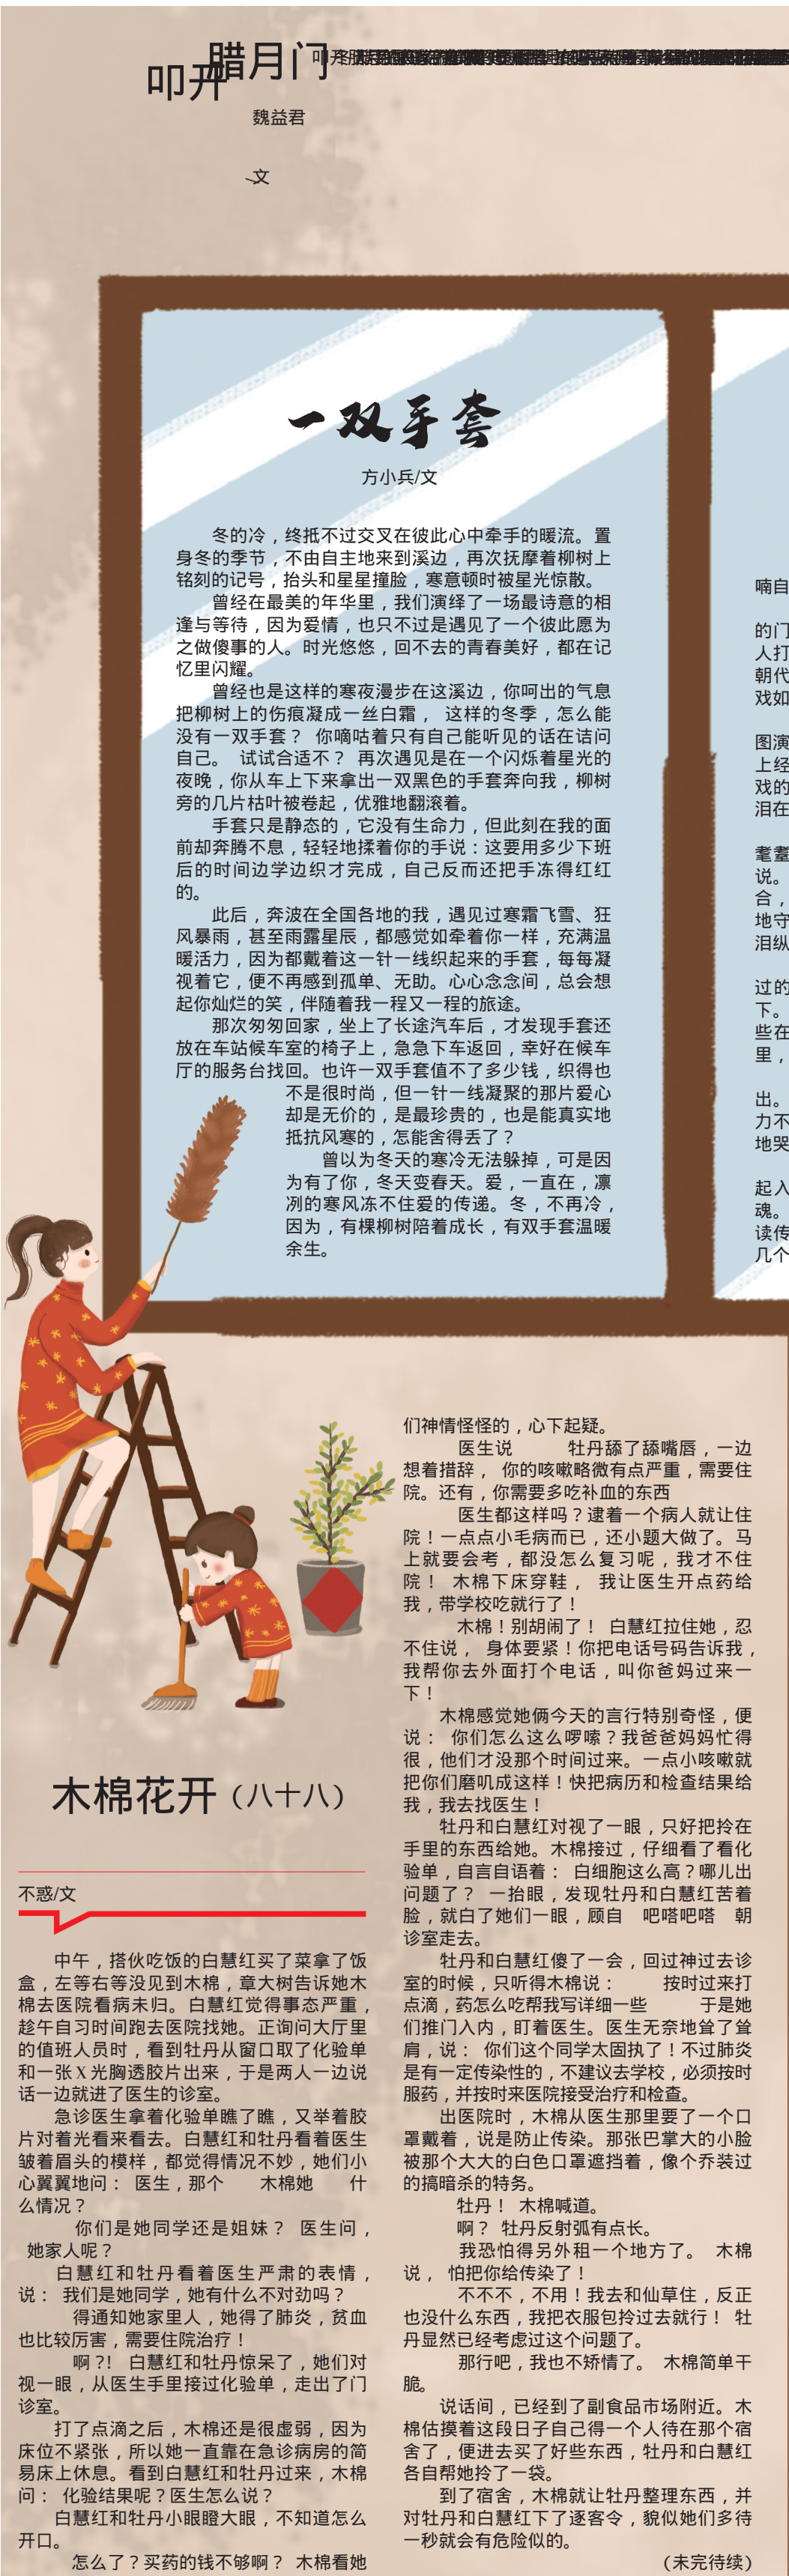 叩开
腊月门
魏益君
文
一双手套
方小兵/文
冬的冷，终抵不过交叉在彼此心中牵手的暖流。置
身冬的季节，不由自主地来到溪边，再次抚摩着柳树上
铭刻的记号，抬头和星星撞脸，寒意顿时被星光惊散。
曾经在最美的年华里，我们演绎了一场最诗意的相
逢与等待，因为爱情，也只不过是遇见了一个彼此愿为
之做傻事的人。时光悠悠，回不去的青春美好，都在记
忆里闪耀。
曾经也是这样的寒夜漫步在这溪边，你呵出的气息
把柳树上的伤痕凝成一丝白霜， 这样的冬季，怎么能
没有一双手套？ 你嘀咕着只有自己能听见的话在诘问
自己。 试试合适不？ 再次遇见是在一个闪烁着星光的
夜晚，你从车上下来拿出一双黑色的手套奔向我，柳树
旁的几片枯叶被卷起，优雅地翻滚着。
手套只是静态的，它没有生命力，但此刻在我的面
前却奔腾不息，轻轻地揉着你的手说：这要用多少下班
后的时间边学边织才完成，自己反而还把手冻得红红
的。
此后，奔波在全国各地的我，遇见过寒霜飞雪、狂
风暴雨，甚至雨露星辰，都感觉如牵着你一样，充满温
暖活力，因为都戴着这一针一线织起来的手套，每每凝
视着它，便不再感到孤单、无助。心心念念间，总会想
起你灿烂的笑，伴随着我一程又一程的旅途。
那次匆匆回家，坐上了长途汽车后，才发现手套还
放在车站候车室的椅子上，急急下车返回，幸好在候车
厅的服务台找回。也许一双手套值不了多少钱，织得也
不是很时尚，但一针一线凝聚的那片爱心
却是无价的，是最珍贵的，也是能真实地
抵抗风寒的，怎能舍得丢了？
曾以为冬天的寒冷无法躲掉，可是因
为有了你，冬天变春天。爱，一直在，凛
冽的寒风冻不住爱的传递。冬，不再冷，
因为，有棵柳树陪着成长，有双手套温暖
余生。
喃自
的门
人打
朝代
戏如
图演
上经
戏的
泪在
耄耋
说。
合，
地守
泪纵
过的
下。
些在
里，
出。
力不
地哭
起入
魂。
读传
几个
木棉花开（八十八）
不惑/文
中午，搭伙吃饭的白慧红买了菜拿了饭
盒，左等右等没见到木棉，章大树告诉她木
棉去医院看病未归。白慧红觉得事态严重，
趁午自习时间跑去医院找她。正询问大厅里
的值班人员时，看到牡丹从窗口取了化验单
和一张X光胸透胶片出来，于是两人一边说
话一边就进了医生的诊室。
急诊医生拿着化验单瞧了瞧，又举着胶
片对着光看来看去。白慧红和牡丹看着医生
皱着眉头的模样，都觉得情况不妙，她们小
心翼翼地问： 医生，那个 木棉她 什
么情况？
你们是她同学还是姐妹？ 医生问，
她家人呢？
白慧红和牡丹看着医生严肃的表情，
说： 我们是她同学，她有什么不对劲吗？
得通知她家里人，她得了肺炎，贫血
也比较厉害，需要住院治疗！
啊？！ 白慧红和牡丹惊呆了，她们对
视一眼，从医生手里接过化验单，走出了门
诊室。
打了点滴之后，木棉还是很虚弱，因为
床位不紧张，所以她一直靠在急诊病房的简
易床上休息。看到白慧红和牡丹过来，木棉
问： 化验结果呢？医生怎么说？
白慧红和牡丹小眼瞪大眼，不知道怎么
开口。
怎么了？买药的钱不够啊？ 木棉看她
们神情怪怪的，心下起疑。
医生说 牡丹舔了舔嘴唇，一边
想着措辞， 你的咳嗽略微有点严重，需要住
院。还有，你需要多吃补血的东西
医生都这样吗？逮着一个病人就让住
院！一点点小毛病而已，还小题大做了。马
上就要会考，都没怎么复习呢，我才不住
院！ 木棉下床穿鞋， 我让医生开点药给
我，带学校吃就行了！
木棉！别胡闹了！ 白慧红拉住她，忍
不住说， 身体要紧！你把电话号码告诉我，
我帮你去外面打个电话，叫你爸妈过来一
下！
木棉感觉她俩今天的言行特别奇怪，便
说： 你们怎么这么啰嗦？我爸爸妈妈忙得
很，他们才没那个时间过来。一点小咳嗽就
把你们磨叽成这样！快把病历和检查结果给
我，我去找医生！
牡丹和白慧红对视了一眼，只好把拎在
手里的东西给她。木棉接过，仔细看了看化
验单，自言自语着： 白细胞这么高？哪儿出
问题了？ 一抬眼，发现牡丹和白慧红苦着
脸，就白了她们一眼，顾自 吧嗒吧嗒 朝
诊室走去。
牡丹和白慧红傻了一会，回过神过去诊
室的时候，只听得木棉说： 按时过来打
点滴，药怎么吃帮我写详细一些 于是她
们推门入内，盯着医生。医生无奈地耸了耸
肩，说： 你们这个同学太固执了！不过肺炎
是有一定传染性的，不建议去学校，必须按时
服药，并按时来医院接受治疗和检查。
出医院时，木棉从医生那里要了一个口
罩戴着，说是防止传染。那张巴掌大的小脸
被那个大大的白色口罩遮挡着，像个乔装过
的搞暗杀的特务。
牡丹！ 木棉喊道。
啊？ 牡丹反射弧有点长。
我恐怕得另外租一个地方了。 木棉
说， 怕把你给传染了！
不不不，不用！我去和仙草住，反正
也没什么东西，我把衣服包拎过去就行！ 牡
丹显然已经考虑过这个问题了。
那行吧，我也不矫情了。 木棉简单干
脆。
说话间，已经到了副食品市场附近。木
棉估摸着这段日子自己得一个人待在那个宿
舍了，便进去买了好些东西，牡丹和白慧红
各自帮她拎了一袋。
到了宿舍，木棉就让牡丹整理东西，并
对牡丹和白慧红下了逐客令，貌似她们多待
一秒就会有危险似的。
（未完待续）